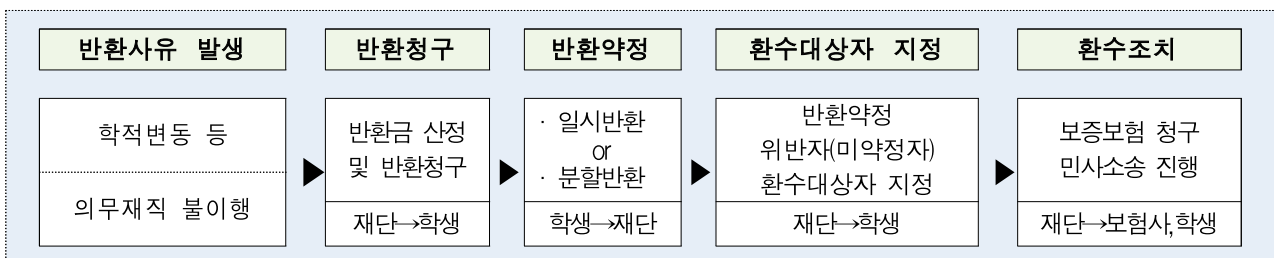 반환사유 발생
반환청구
반환약정
환수대상자 지정
환수조치
학적변동 등
의무재직 불이행
반환금 산정
및 반환청구
재단→학생
· 일시반환
or
· 분할반환
학생→재단
반환약정
위반자(미약정자)
환수대상자 지정
재단→학생
보증보험 청구
민사소송 진행
재단→보험사,학생